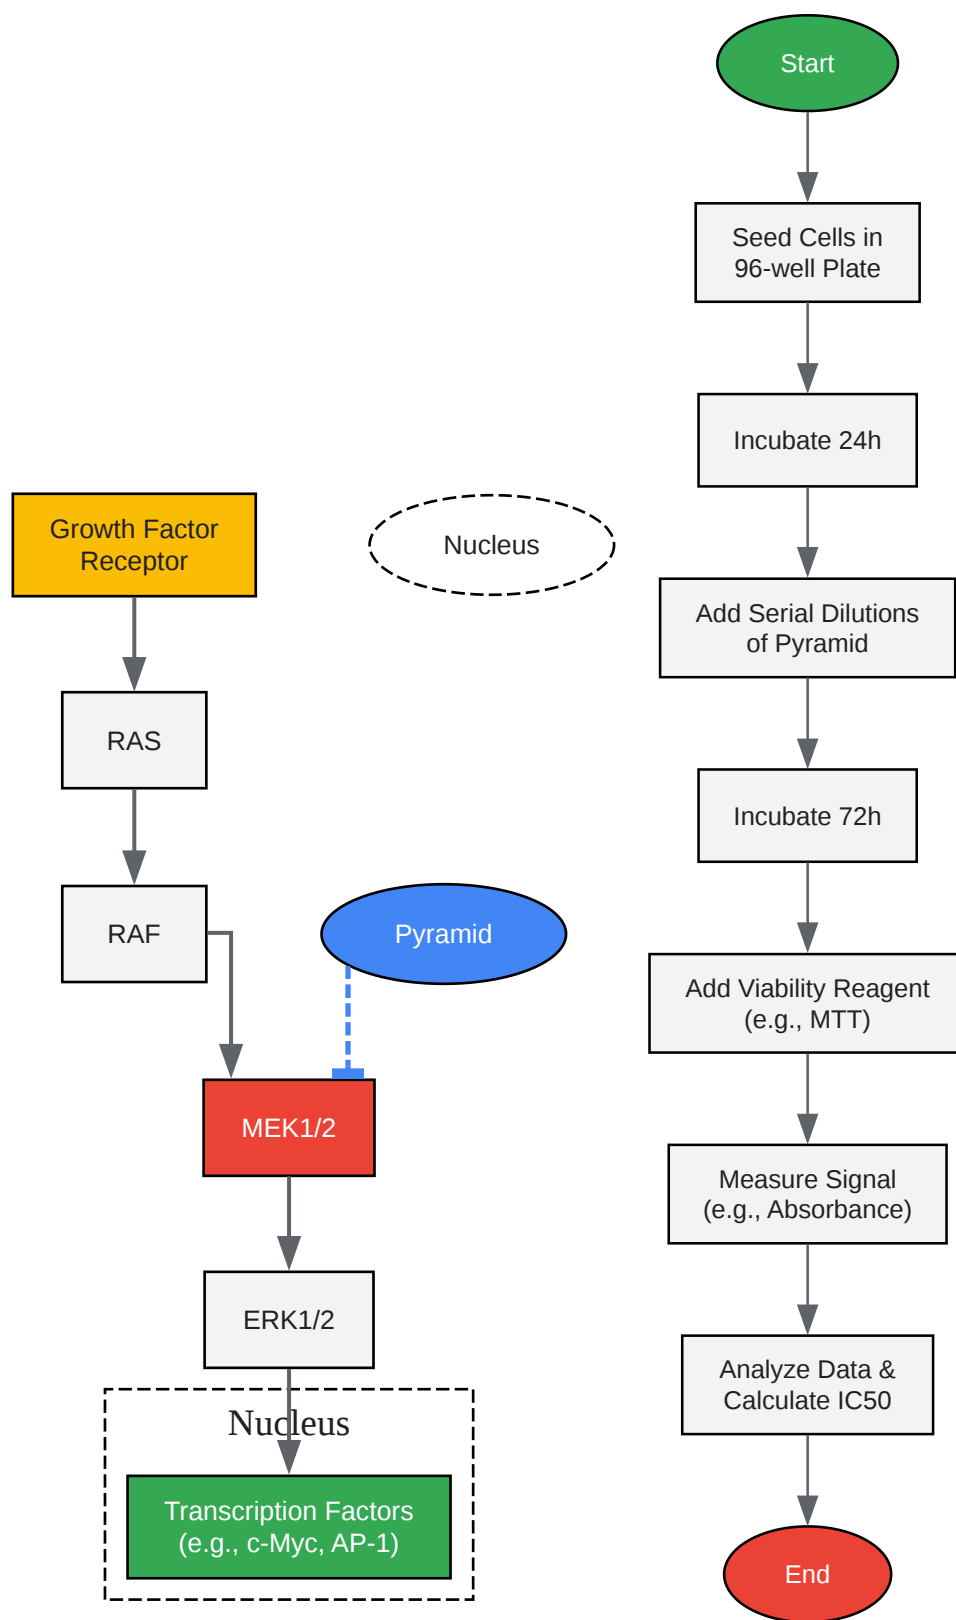 Growth Factor
Receptor
RAS
RAF
Nucleus
Pyramid
MEK1/2
ERK1/2
Nucleus
Transcription Factors
(e.g., c-Myc, AP-1)
Start
Seed Cells in
96-well Plate
Incubate 24h
Add Serial Dilutions
of Pyramid
Incubate 72h
Add Viability Reagent
(e.g., MTT)
Measure Signal
(e.g., Absorbance)
Analyze Data &
Calculate IC50
End